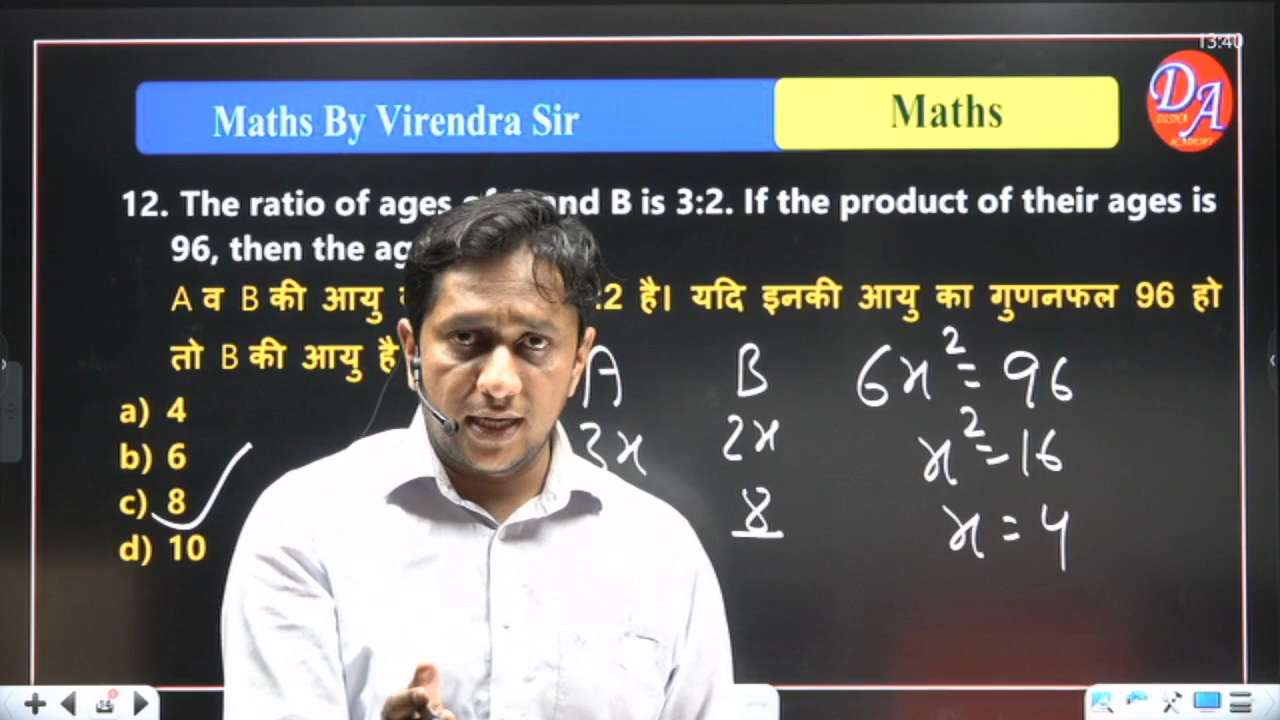 13:40
Maths By Virendra Sir
Maths
DA
12. The ratio of ages and B is 3:2. If the product of their ages is
96, then the
A व B की आयु .2 है। यदि इनकी आयु का गुणनफल 96 हो
तो B की आयु है
a) 4
b) 6
c) 8
d) 10
A B
3x 2x
8
6x²=96
x²=16
x=4